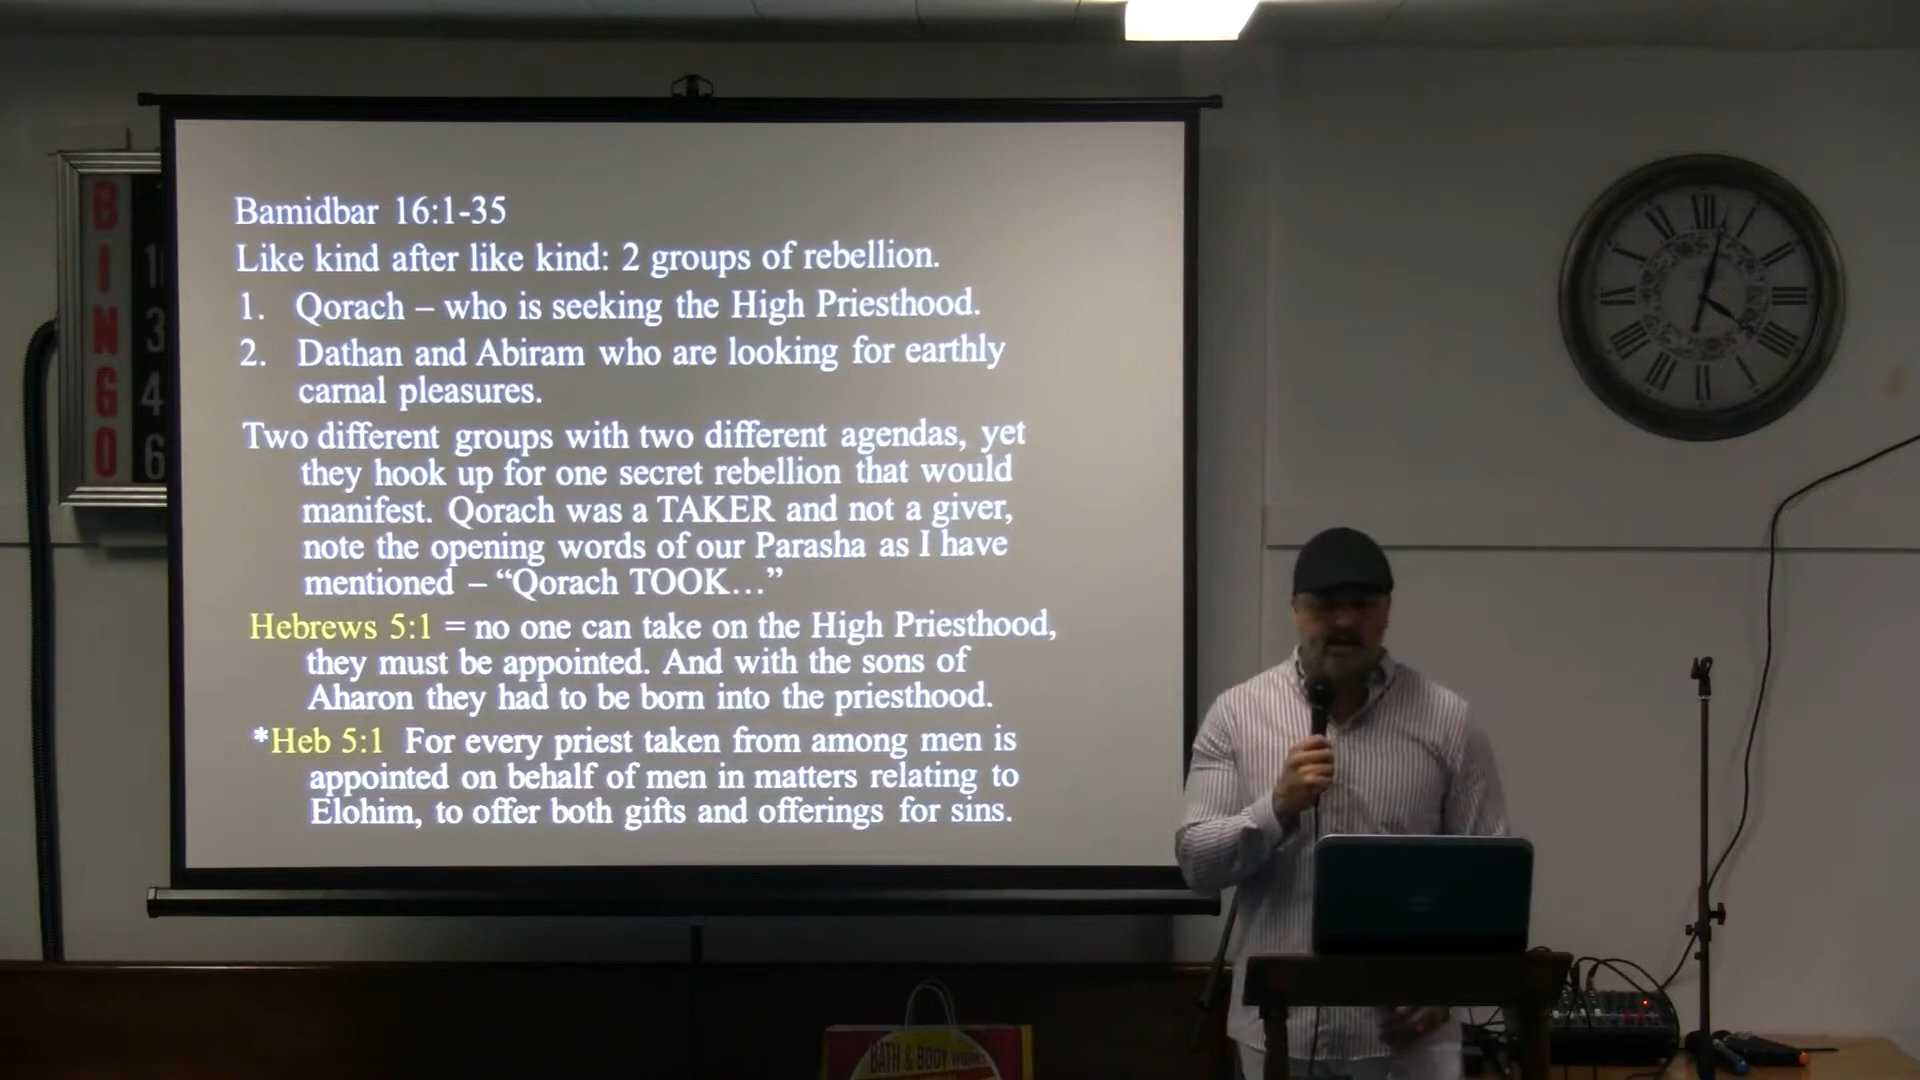 Bamidbar 16:1-35
Like kind after like kind: 2 groups of rebellion.
1. Qorach – who is seeking the High Priesthood.
2. Dathan and Abiram who are looking for earthly
carnal pleasures.
Two different groups with two different agendas, yet
they hook up for one secret rebellion that would
manifest. Qorach was a TAKER and not a giver,
note the opening words of our Parasha as I have
mentioned – “Qorach TOOK…”
Hebrews 5:1 = no one can take on the High Priesthood,
they must be appointed. And with the sons of
Aharon they had to be born into the priesthood.
*Heb 5:1 For every priest taken from among men is
appointed on behalf of men in matters relating to
Elohim, to offer both gifts and offerings for sins.
B
I
N
G
O
3
4
6
BATH & BODY WORKS